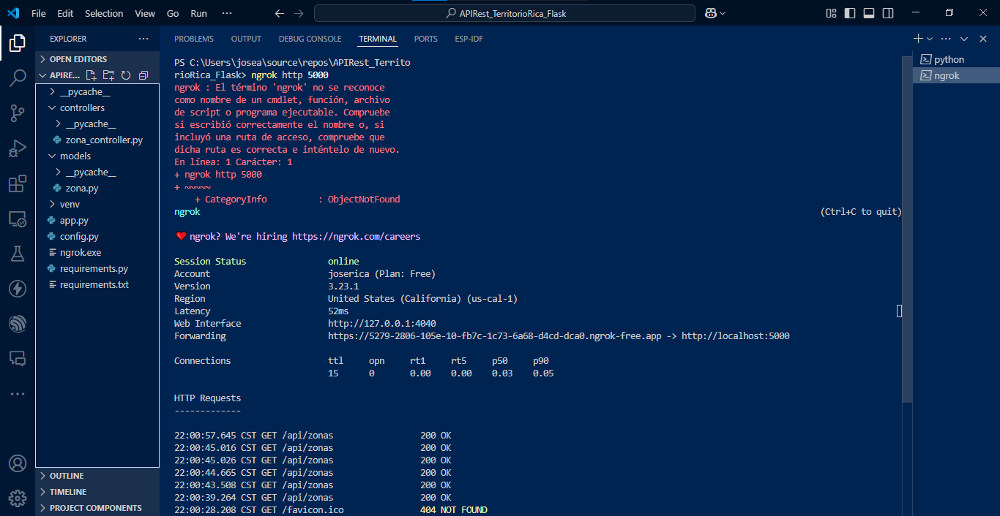 File Edit Selection View Go Run ··· ← → APIRest_TerritorioRica_Flask
EXPLORER ···
OPEN EDITORS
APIRE...
__pycache__
controllers
__pycache__
zona_controller.py
models
__pycache__
zona.py
venv
app.py
config.py
ngrok.exe
requirements.py
requirements.txt
OUTLINE
TIMELINE
PROJECT COMPONENTS
PROBLEMS OUTPUT DEBUG CONSOLE TERMINAL PORTS ESP-IDF
PS C:\Users\josea\source\repos\APIRest_Territo
rioRica_Flask> ngrok http 5000
ngrok : El término 'ngrok' no se reconoce
como nombre de un cmdlet, función, archivo
de script o programa ejecutable. Compruebe
si escribió correctamente el nombre o, si
incluyó una ruta de acceso, compruebe que
dicha ruta es correcta e inténtelo de nuevo.
En línea: 1 Carácter: 1
+ ngrok http 5000
+ ~~~~~
+ CategoryInfo : ObjectNotFound
ngrok (Ctrl+C to quit)
❤️ ngrok? We're hiring https://ngrok.com/careers
Session Status online
Account joserica (Plan: Free)
Version 3.23.1
Region United States (California) (us-cal-1)
Latency 52ms
Web Interface http://127.0.0.1:4040
Forwarding https://5279-2806-105e-10-fb7c-1c73-6a68-d4cd-dca0.ngrok-free.app -> http://localhost:5000
Connections ttl opn rt1 rt5 p50 p90
15 0 0.00 0.00 0.03 0.05
HTTP Requests
-------------
22:00:57.645 CST GET /api/zonas 200 OK
22:00:45.016 CST GET /api/zonas 200 OK
22:00:45.026 CST GET /api/zonas 200 OK
22:00:44.665 CST GET /api/zonas 200 OK
22:00:43.508 CST GET /api/zonas 200 OK
22:00:39.264 CST GET /api/zonas 200 OK
22:00:28.208 CST GET /favicon.ico 404 NOT FOUND
python
ngrok